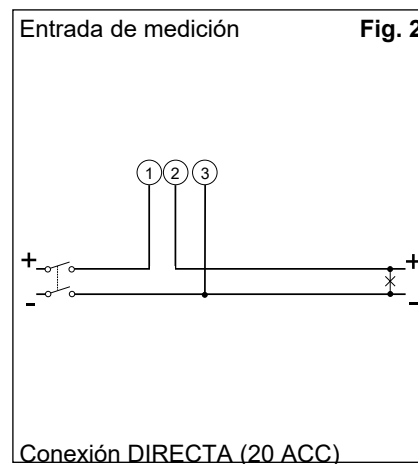 Entrada de medición Fig. 2
1 2 3
+ +
- -
Conexión DIRECTA (20 ACC)